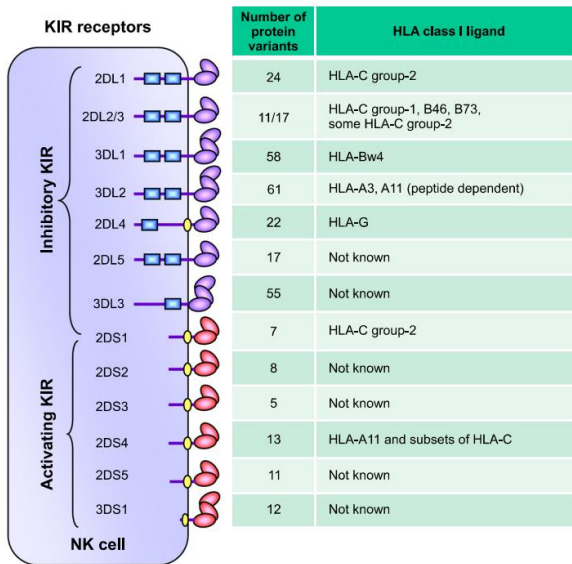 KIR receptors
Number of
protein
variants
HLA class I ligand
Inhibitory KIR
2DL1 24 HLA-C group-2
2DL2/3 11/17 HLA-C group-1, B46, B73,
some HLA-C group-2
3DL1 58 HLA-Bw4
3DL2 61 HLA-A3, A11 (peptide dependent)
2DL4 22 HLA-G
2DL5 17 Not known
3DL3 55 Not known
Activating KIR
2DS1 7 HLA-C group-2
2DS2 8 Not known
2DS3 5 Not known
2DS4 13 HLA-A11 and subsets of HLA-C
2DS5 11 Not known
3DS1 12 Not known
NK cell